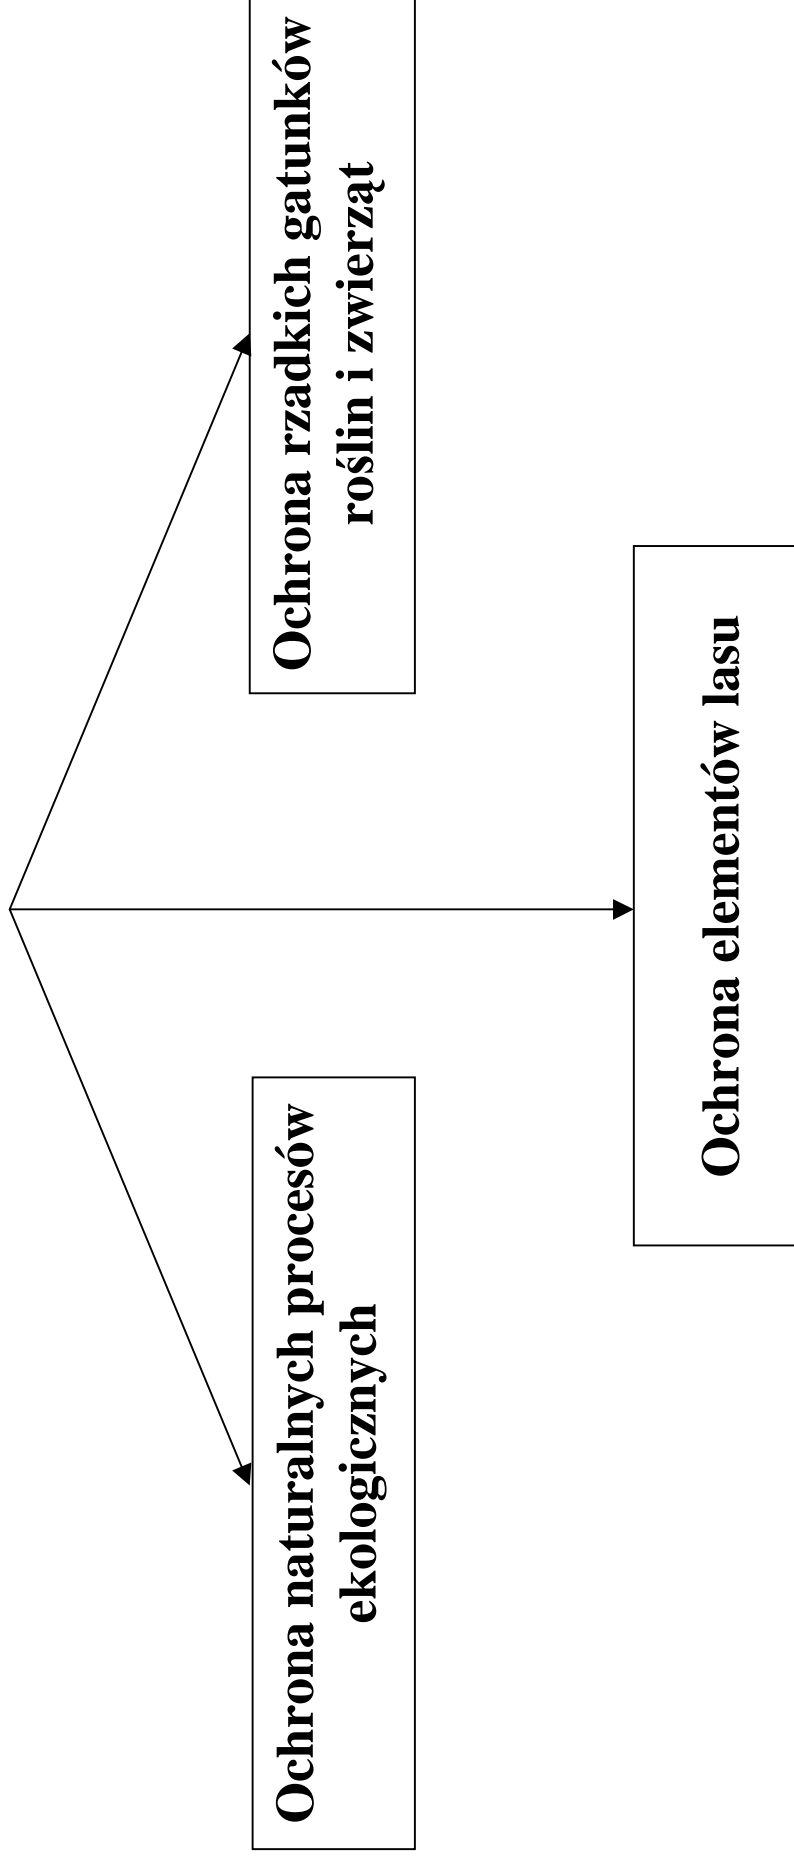 Ochrona naturalnych procesów
ekologicznych
Ochrona rzadkich gatunków
roślin i zwierząt
Ochrona elementów lasu